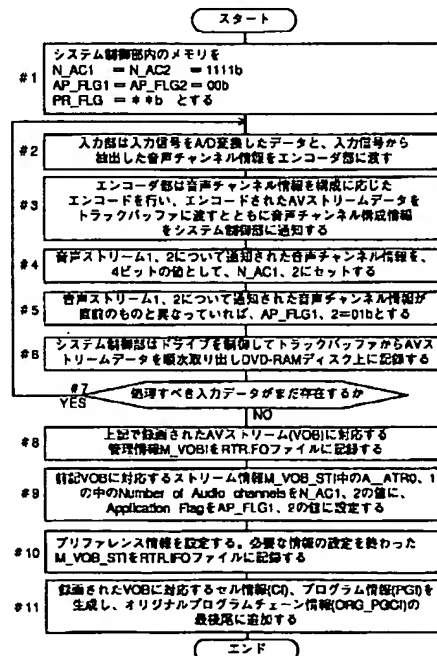 スタート
#1
システム制御部内のメモリを
N_AC1 =N_AC2 =1111b
AP_FLG1=AP_FLG2=00b
PR_FLG =**b とする
#2
入力部は入力信号をA/D変換したデータと、入力信号から
抽出した音声チャンネル情報をエンコーダ部に渡す
#3
エンコーダ部は音声チャンネル情報を構成に応じた
エンコードを行い、エンコードされたAVストリームデータを
トラックバッファに渡すとともに音声チャンネル構成情報
をシステム制御部に通知する
#4
音声ストリーム1、2について通知された音声チャンネル情報を、
4ビットの値として、N_AC1、2にセットする
#5
音声ストリーム1、2について通知された音声チャンネル情報が
直前のものと異なっていれば、AP_FLG1、2=01bとする
#6
システム制御部はドライブを制御してトラックバッファからAVス
トリームデータを順次取り出しDVD-RAMディスク上に記録する
#7
処理すべき入力データがまだ存在するか
YES
NO
#8
上記で録画されたAVストリーム(VOB)に対応する
管理情報M_VOBIをRTR.IFOファイルに記録する
#9
前記VOBに対応するストリーム情報M_VOB_STI中のA_ATR0、1
の中のNumber of Audio channelsをN_AC1、2の値に、
Application FlagをAP_FLG1、2の値に設定する
#10
プリファレンス情報を設定する。必要な情報の設定を終わった
M_VOB_STIをRTR.IFOファイルに記録する
#11
録画されたVOBに対応するセル情報(CI)、プログラム情報(PGI)を
生成し、オリジナルプログラムチェーン情報(ORG_PGCI)の
最後尾に追加する
エンド